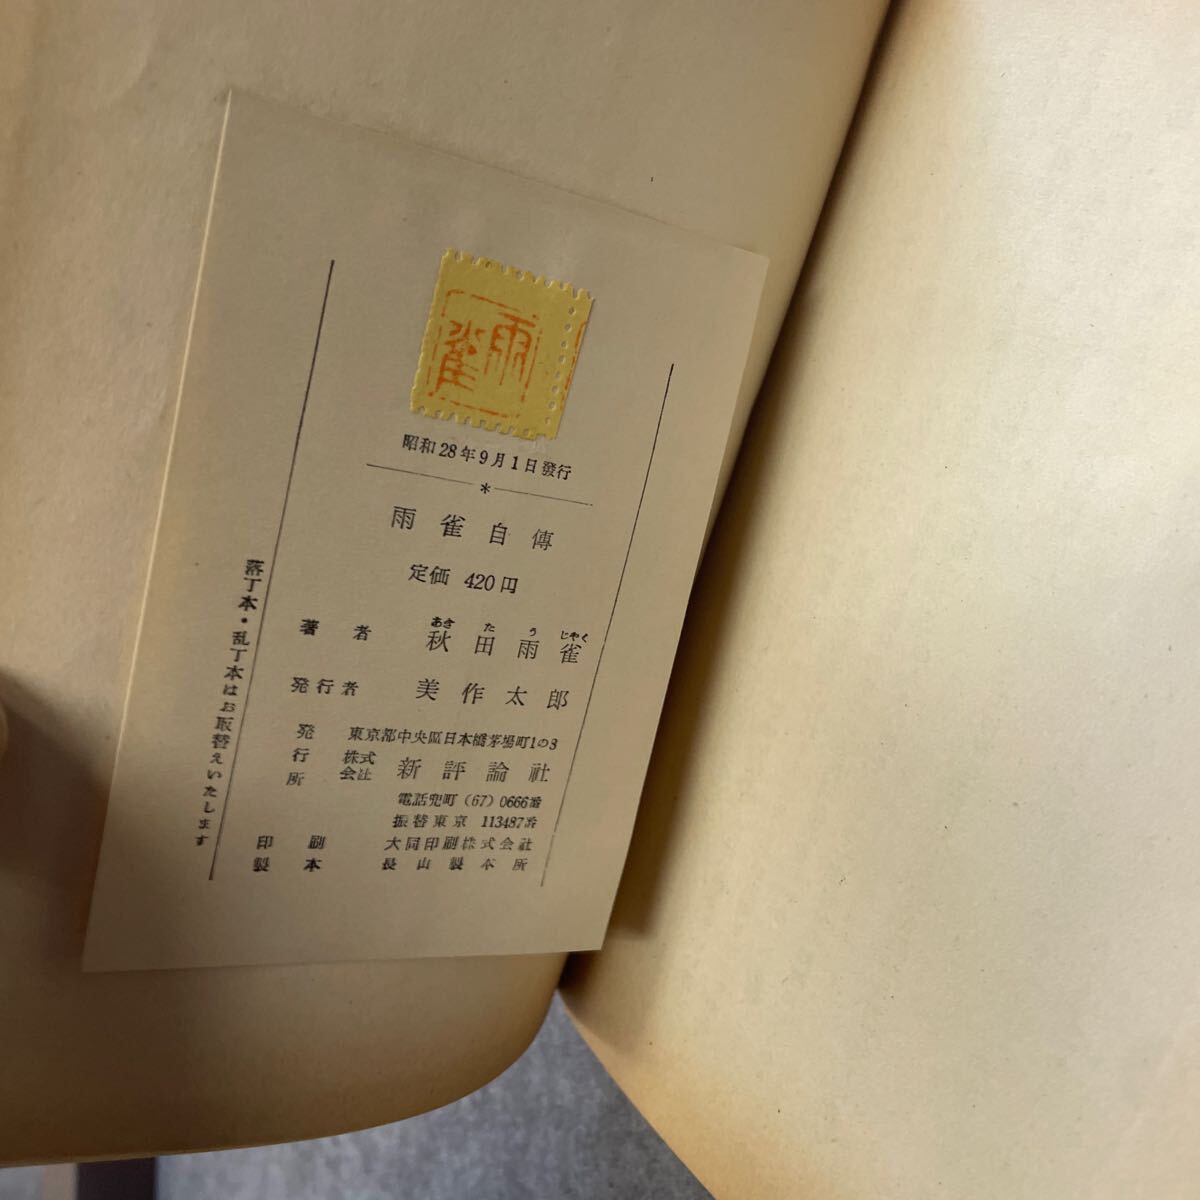 雨雀
昭和28年9月1日發行
*
雨雀自傳
定価 420円
著者 秋田雨雀
あきたうじやく
発行者 美作太郎
発行所 東京都中央區日本橋茅場町1の3
株式会社 新評論社
電話兜町 (67) 0666番
振替東京 113487番
印刷 大同印刷株式会社
製本 長山製本所
落丁本・乱丁本はお取替えいたします